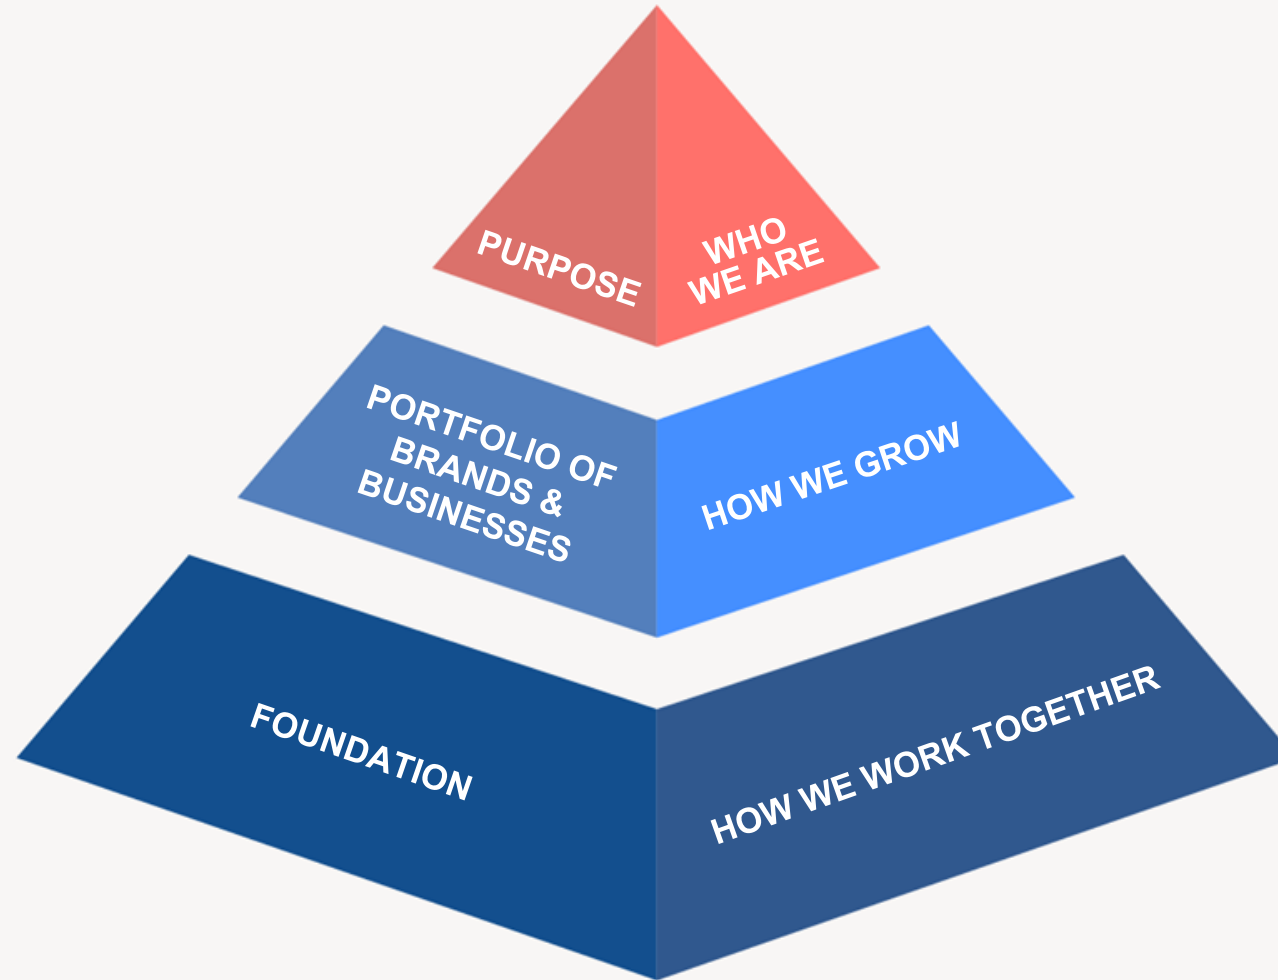 PURPOSE
WHO
WE ARE
PORTFOLIO OF
BRANDS &
BUSINESSES
HOW WE GROW
FOUNDATION
HOW WE WORK TOGETHER